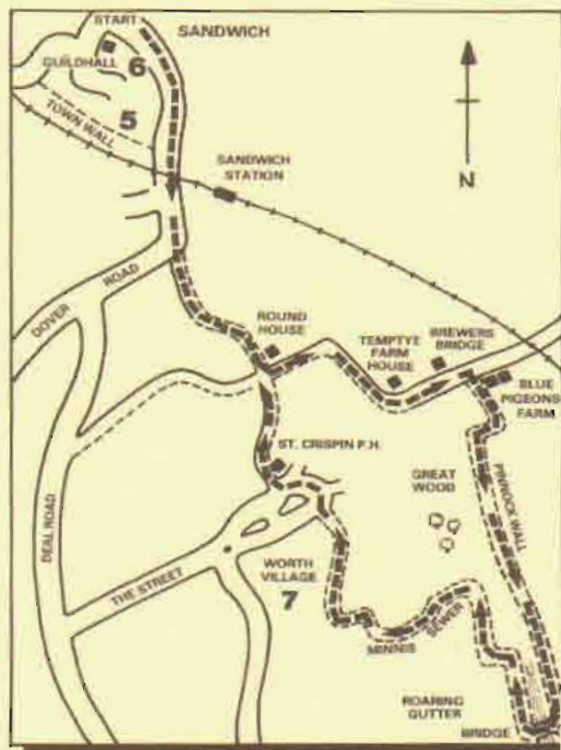 START
SANDWICH
GUILDHALL
6
5
TOWN WALL
SANDWICH
STATION
N
DOVER ROAD
ROUND
HOUSE
TEMPTYE
FARM
HOUSE
BREWERS
BRIDGE
BLUE
PIGEONS
FARM
ST. CRISPIN P.H.
GREAT
WOOD
PINNOCK WALL
DEAL ROAD
THE STREET
WORTH
VILLAGE
7
MINNIS SEWER
ROARING
GUTTER
BRIDGE